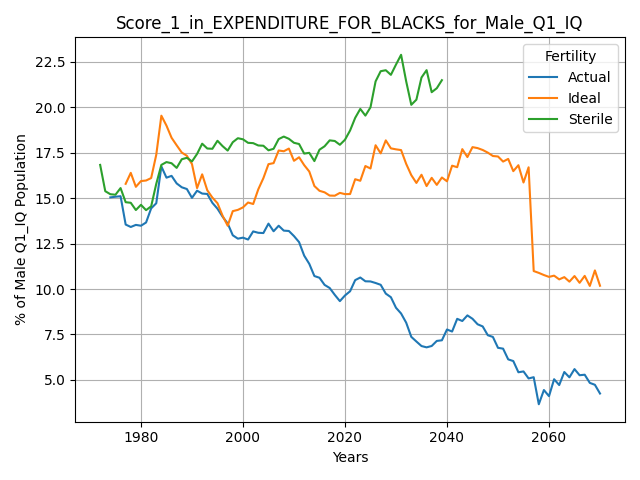 Score_1_in_EXPENDITURE_FOR_BLACKS_for_Male_Q1_IQ
% of Male Q1_IQ Population
22.5
20.0
17.5
15.0
12.5
10.0
7.5
5.0
Fertility
Actual
Ideal
Sterile
1980
2000
2020
2040
2060
Years